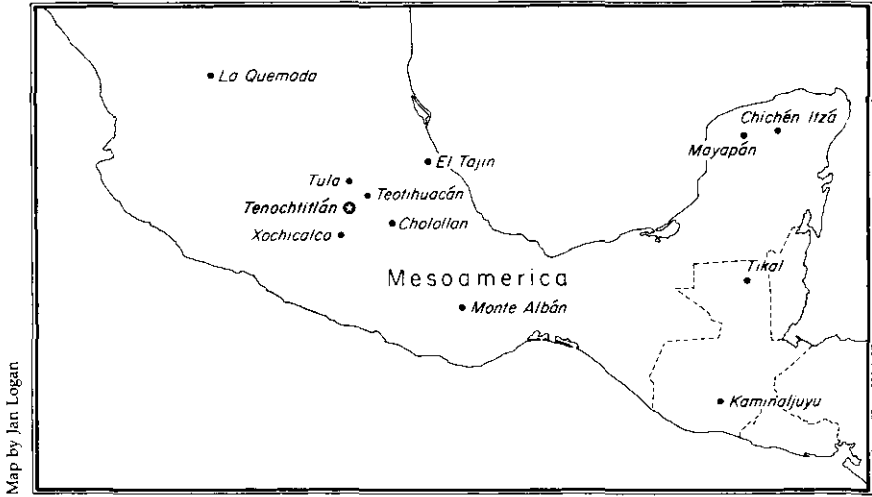 La Quemada
Chichén Itzá
Mayapán
El Tajín
Tula
Teotihuacán
Tenochtitlán
Cholollan
Xochicalco
Tikal
Mesoamerica
Monte Albán
Kaminaljuyu
Map by Jan Logan